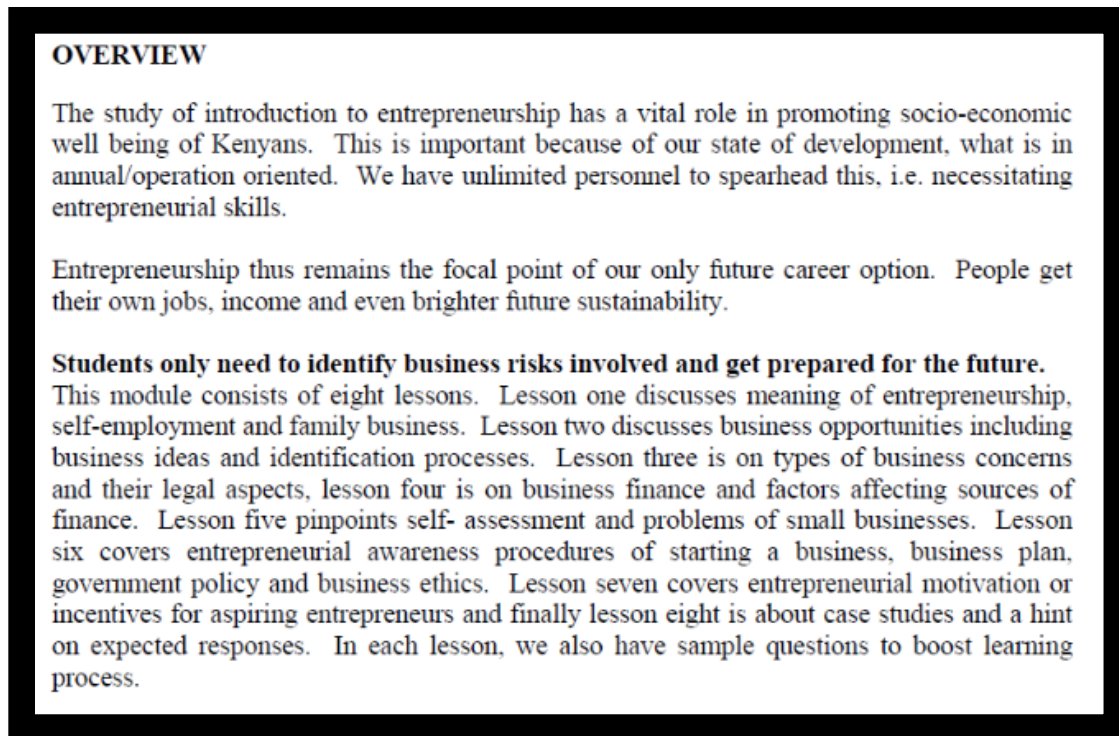 OVERVIEW
The study of introduction to entrepreneurship has a vital role in promoting socio-economic
well being of Kenyans. This is important because of our state of development, what is in
annual/operation oriented. We have unlimited personnel to spearhead this, i.e. necessitating
entrepreneurial skills.
Entrepreneurship thus remains the focal point of our only future career option. People get
their own jobs, income and even brighter future sustainability.
Students only need to identify business risks involved and get prepared for the future.
This module consists of eight lessons. Lesson one discusses meaning of entrepreneurship,
self-employment and family business. Lesson two discusses business opportunities including
business ideas and identification processes. Lesson three is on types of business concerns
and their legal aspects, lesson four is on business finance and factors affecting sources of
finance. Lesson five pinpoints self- assessment and problems of small businesses. Lesson
six covers entrepreneurial awareness procedures of starting a business, business plan,
government policy and business ethics. Lesson seven covers entrepreneurial motivation or
incentives for aspiring entrepreneurs and finally lesson eight is about case studies and a hint
on expected responses. In each lesson, we also have sample questions to boost learning
process.